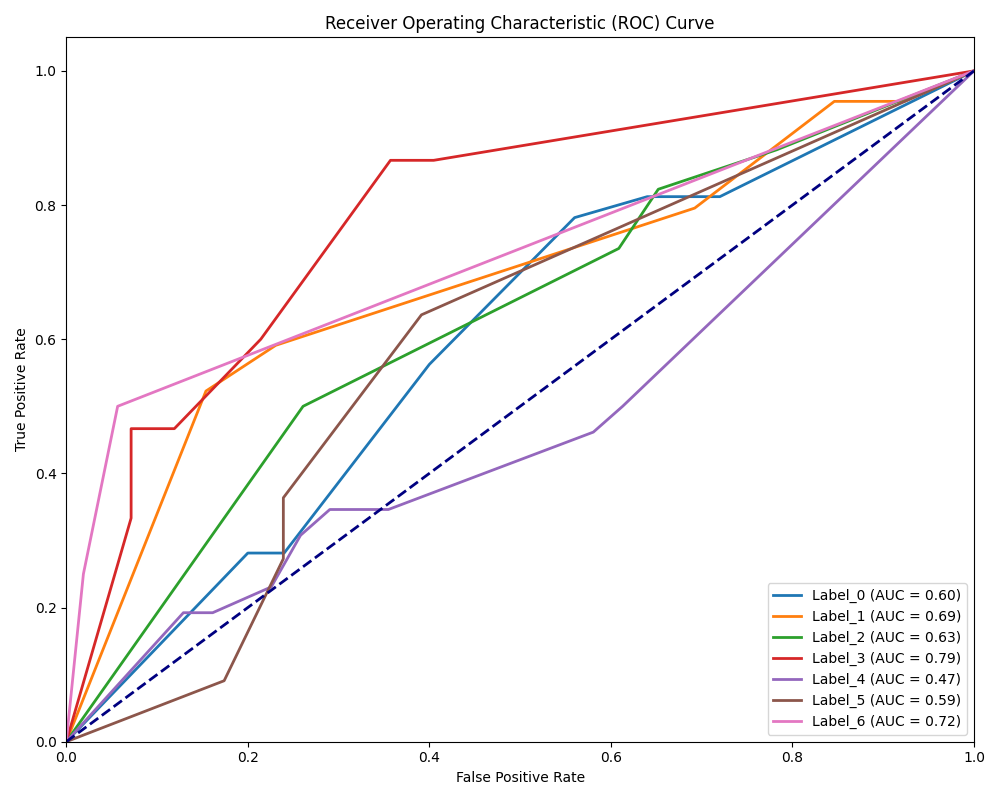 Receiver Operating Characteristic (ROC) Curve
True Positive Rate
1.0
0.8
0.6
0.4
0.2
0.0
0.0 0.2 0.4 0.6 0.8 1.0
False Positive Rate
Label_0 (AUC = 0.60)
Label_1 (AUC = 0.69)
Label_2 (AUC = 0.63)
Label_3 (AUC = 0.79)
Label_4 (AUC = 0.47)
Label_5 (AUC = 0.59)
Label_6 (AUC = 0.72)